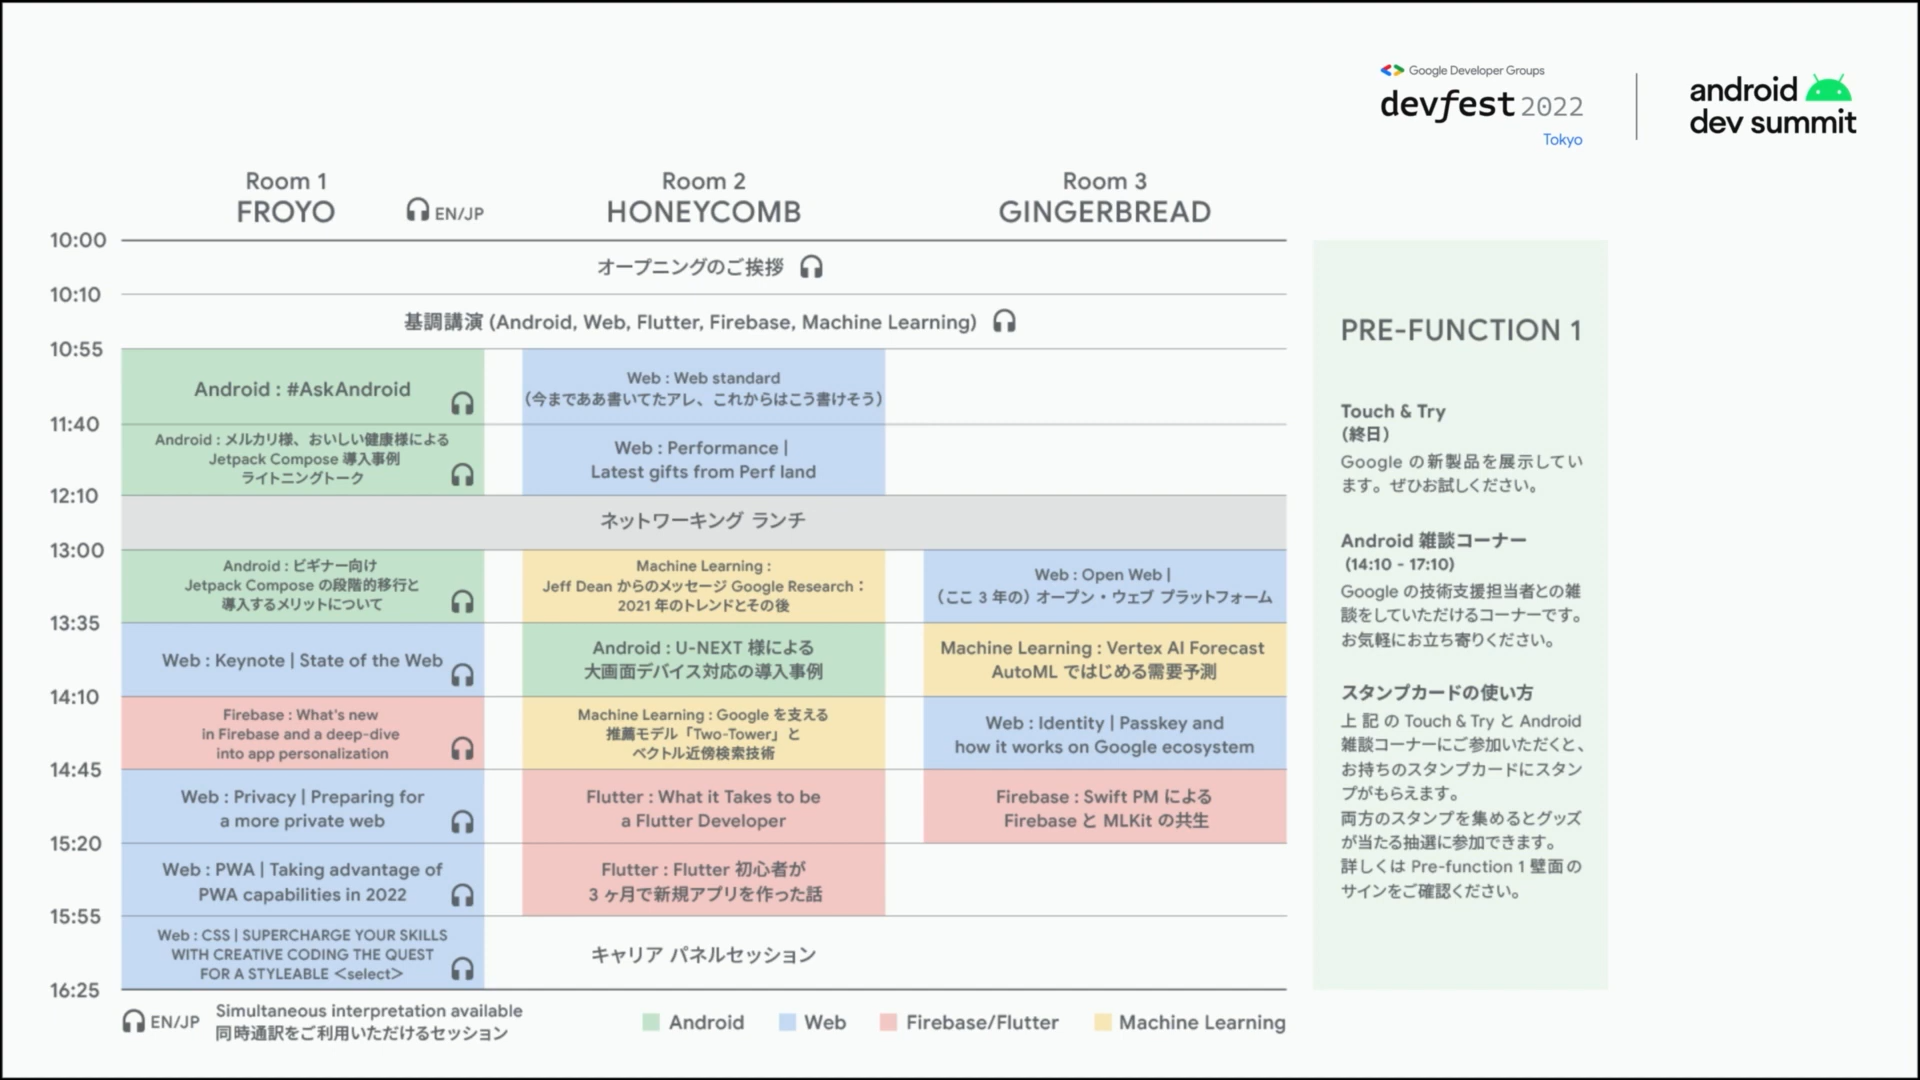 Google Developer Groups
devfest 2022
Tokyo
android
dev summit
Room 1
FROYO
EN/JP
Room 2
HONEYCOMB
Room 3
GINGERBREAD
10:00
オープニングのご挨拶
10:10
基調講演 (Android, Web, Flutter, Firebase, Machine Learning)
10:55
Android : #AskAndroid
Web : Web standard
(今まであぁ書いてたアレ、これからはこう書けそう)
11:40
Android : メルカリ様、おいしい健康様による
Jetpack Compose 導入事例
ライトニングトーク
Web : Performance |
Latest gifts from Perf land
12:10
ネットワーキング ランチ
13:00
Android : ビギナー向け
Jetpack Compose の段階的移行と
導入するメリットについて
Machine Learning :
Jeff Dean からのメッセージ Google Research :
2021 年のトレンドとその後
Web : Open Web |
(ここ 3 年の) オープン・ウェブ プラットフォーム
13:35
Web : Keynote | State of the Web
Android : U-NEXT 様による
大画面デバイス対応の導入事例
Machine Learning : Vertex AI Forecast
AutoML ではじめる需要予測
14:10
Firebase : What's new
in Firebase and a deep-dive
into app personalization
Machine Learning : Google を支える
推薦モデル「Two-Tower」と
ベクトル近傍検索技術
Web : Identity | Passkey and
how it works on Google ecosystem
14:45
Web : Privacy | Preparing for
a more private web
Flutter : What it Takes to be
a Flutter Developer
Firebase : Swift PM による
Firebase と MLKit の共生
15:20
Web : PWA | Taking advantage of
PWA capabilities in 2022
Flutter : Flutter 初心者が
3 ヶ月で新規アプリを作った話
15:55
Web : CSS | SUPERCHARGE YOUR SKILLS
WITH CREATIVE CODING THE QUEST
FOR A STYLEABLE <select>
キャリア パネルセッション
16:25
EN/JP
Simultaneous interpretation available
同時通訳をご利用いただけるセッション
Android
Web
Firebase/Flutter
Machine Learning
PRE-FUNCTION 1
Touch & Try
(終日)
Google の新製品を展示してい
ます。ぜひお試しください。
Android 雑談コーナー
(14:10 - 17:10)
Google の技術支援担当者との雑
談をしていただけるコーナーです。
お気軽にお立ち寄りください。
スタンプカードの使い方
上記の Touch & Try と Android
雑談コーナーにご参加いただくと、
お持ちのスタンプカードにスタン
プがもらえます。
両方のスタンプを集めるとグッズ
が当たる抽選に参加できます。
詳しくは Pre-function 1 壁面の
サインをご確認ください。